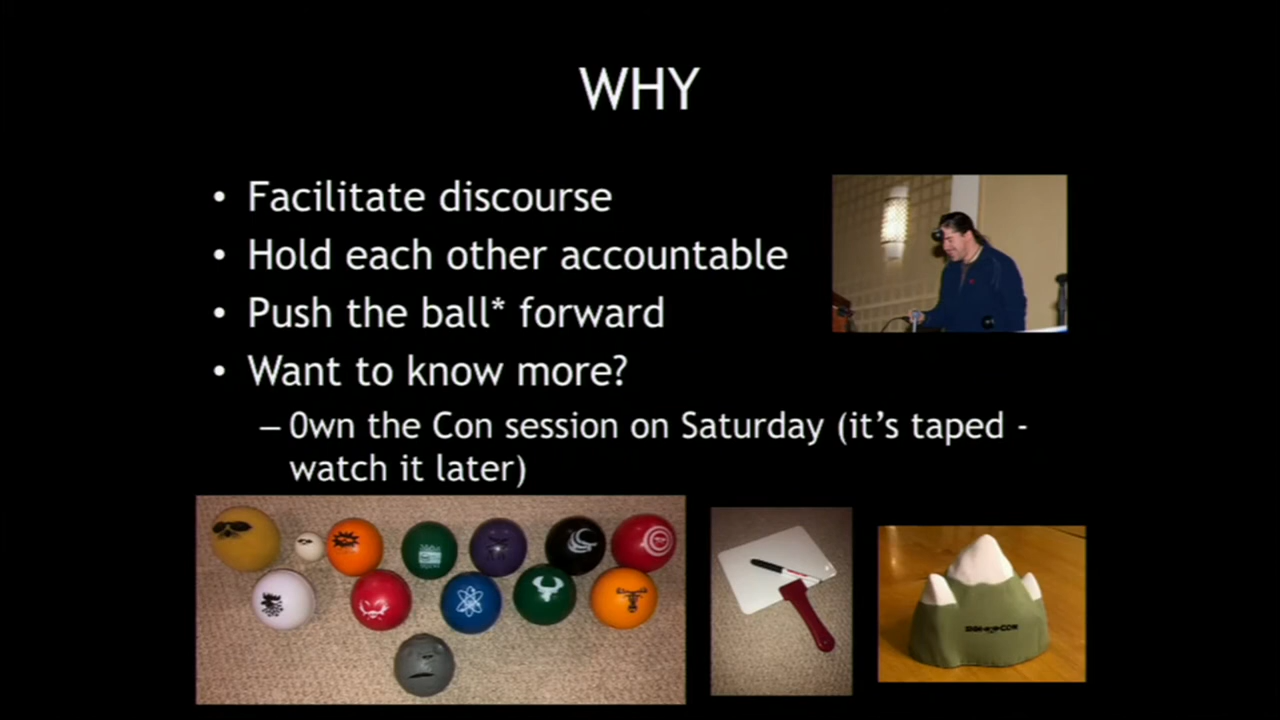 WHY
• Facilitate discourse
• Hold each other accountable
• Push the ball* forward
• Want to know more?
– 0wn the Con session on Saturday (it’s taped -
watch it later)